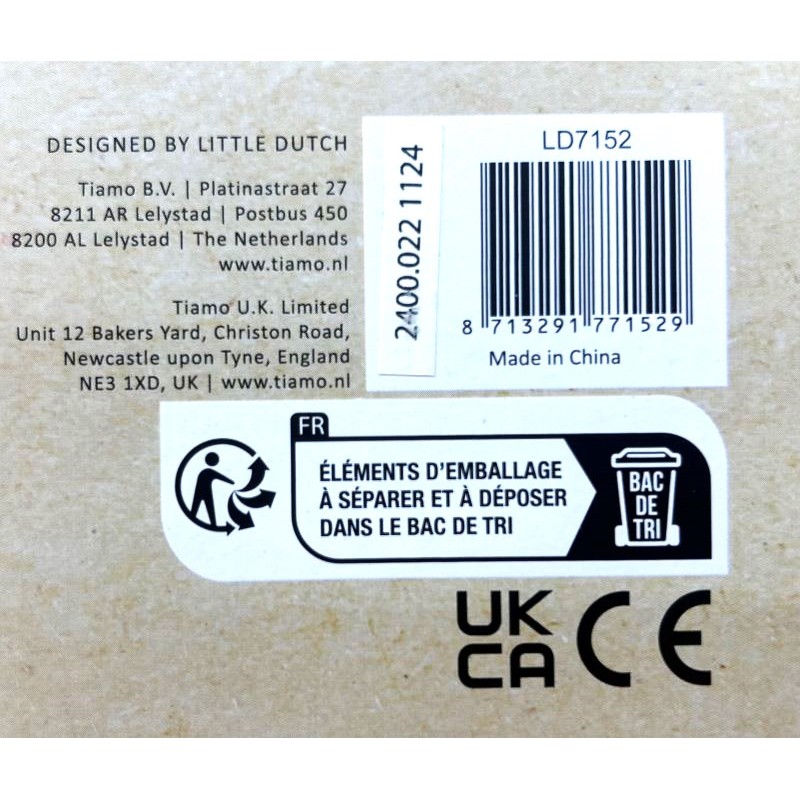 DESIGNED BY LITTLE DUTCH
Tiamo B.V. | Platinastraat 27
8211 AR Lelystad | Postbus 450
8200 AL Lelystad | The Netherlands
www.tiamo.nl
Tiamo U.K. Limited
Unit 12 Bakers Yard, Christon Road,
Newcastle upon Tyne, England
NE3 1XD, UK | www.tiamo.nl
2400.022 1124
LD7152
8 713291 771529
Made in China
FR
ÉLÉMENTS D'EMBALLAGE
À SÉPARER ET À DÉPOSER
DANS LE BAC DE TRI
BAC
DE
TRI
UK
CA
CE